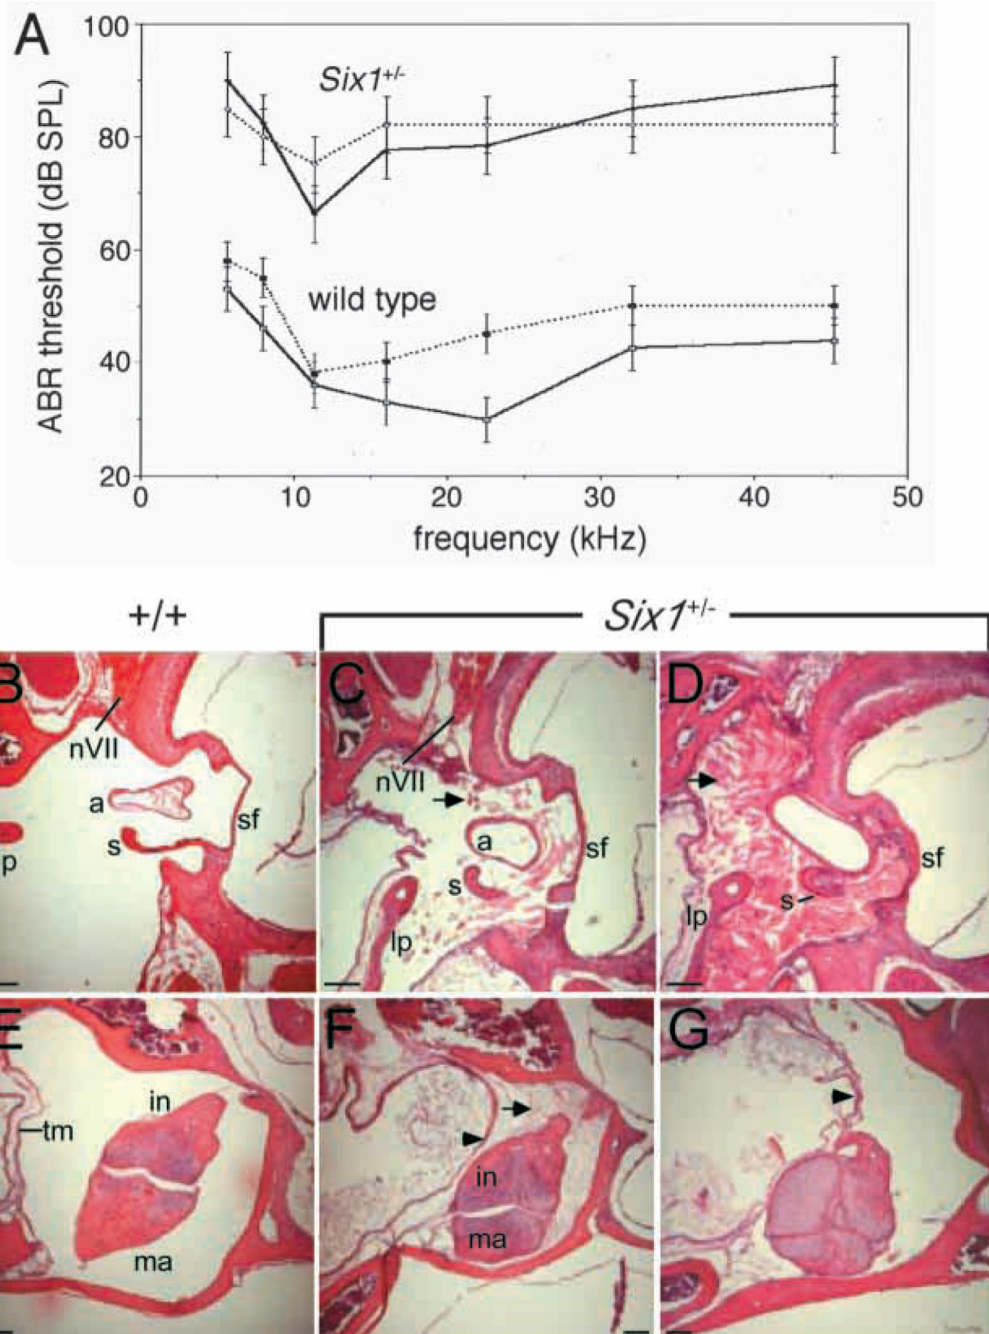 A
100
80
60
40
20
ABR threshold (dB SPL)
Six1+/-
wild type
0 10 20 30 40 50
frequency (kHz)
+/+
Six1+/-
B
nVII
a
s
sf
p
C
nVII
a
s
sf
lp
D
s
sf
lp
E
in
tm
ma
F
in
ma
G